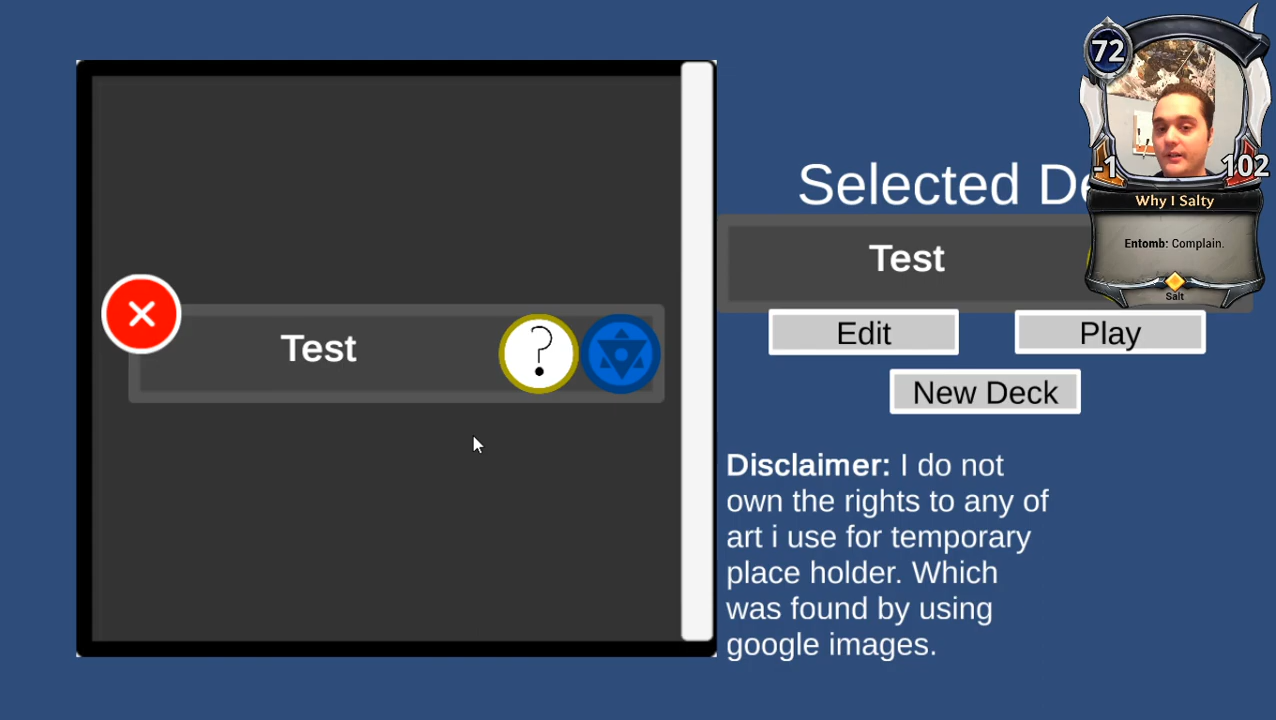 72
-1
102
Why I Salty
Entomb: Complain.
Salt
Selected De
Test
Edit
Play
New Deck
Test
?
Disclaimer: I do not
own the rights to any of
art i use for temporary
place holder. Which
was found by using
google images.